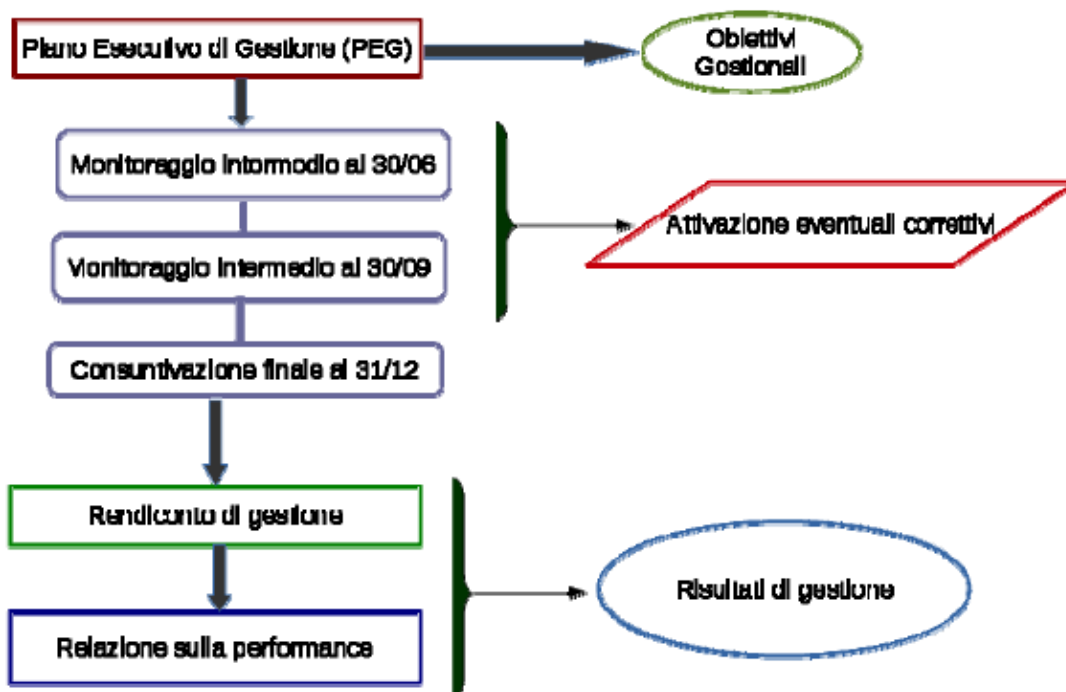 Piano Esecutivo di Gestione (PEG)
Obiettivi
Gestionali
Monitoraggio intermedio al 30/06
Attivazione eventuali correttivi
Monitoraggio intermedio al 30/09
Consuntivazione finale al 31/12
Rendiconto di gestione
Risultati di gestione
Relazione sulla performance